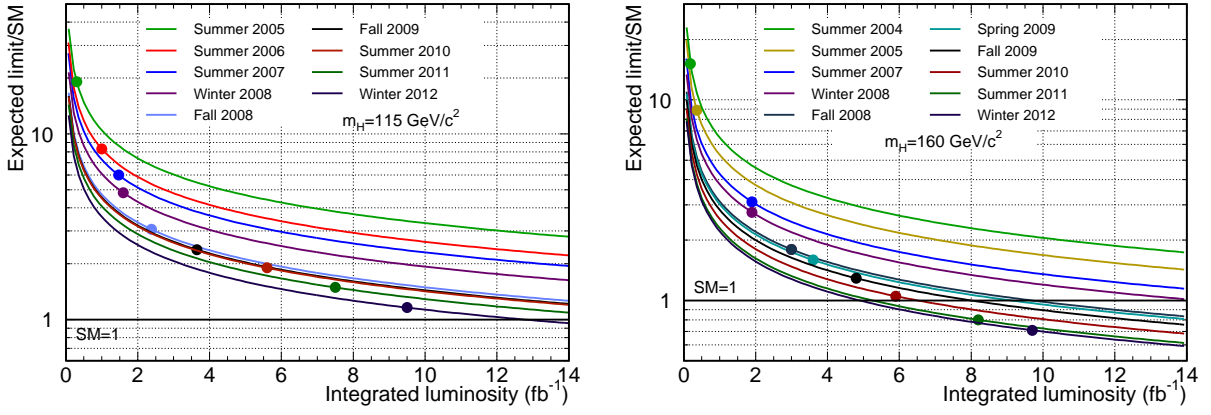 Expected limit/SM
10
1
Summer 2005
Summer 2006
Summer 2007
Winter 2008
Fall 2008
Fall 2009
Summer 2010
Summer 2011
Winter 2012
m_H=115 GeV/c^2
SM=1
0 2 4 6 8 10 12 14
Integrated luminosity (fb^-1)
Expected limit/SM
10
1
Summer 2004
Summer 2005
Summer 2007
Winter 2008
Fall 2008
Spring 2009
Fall 2009
Summer 2010
Summer 2011
Winter 2012
m_H=160 GeV/c^2
SM=1
0 2 4 6 8 10 12 14
Integrated luminosity (fb^-1)